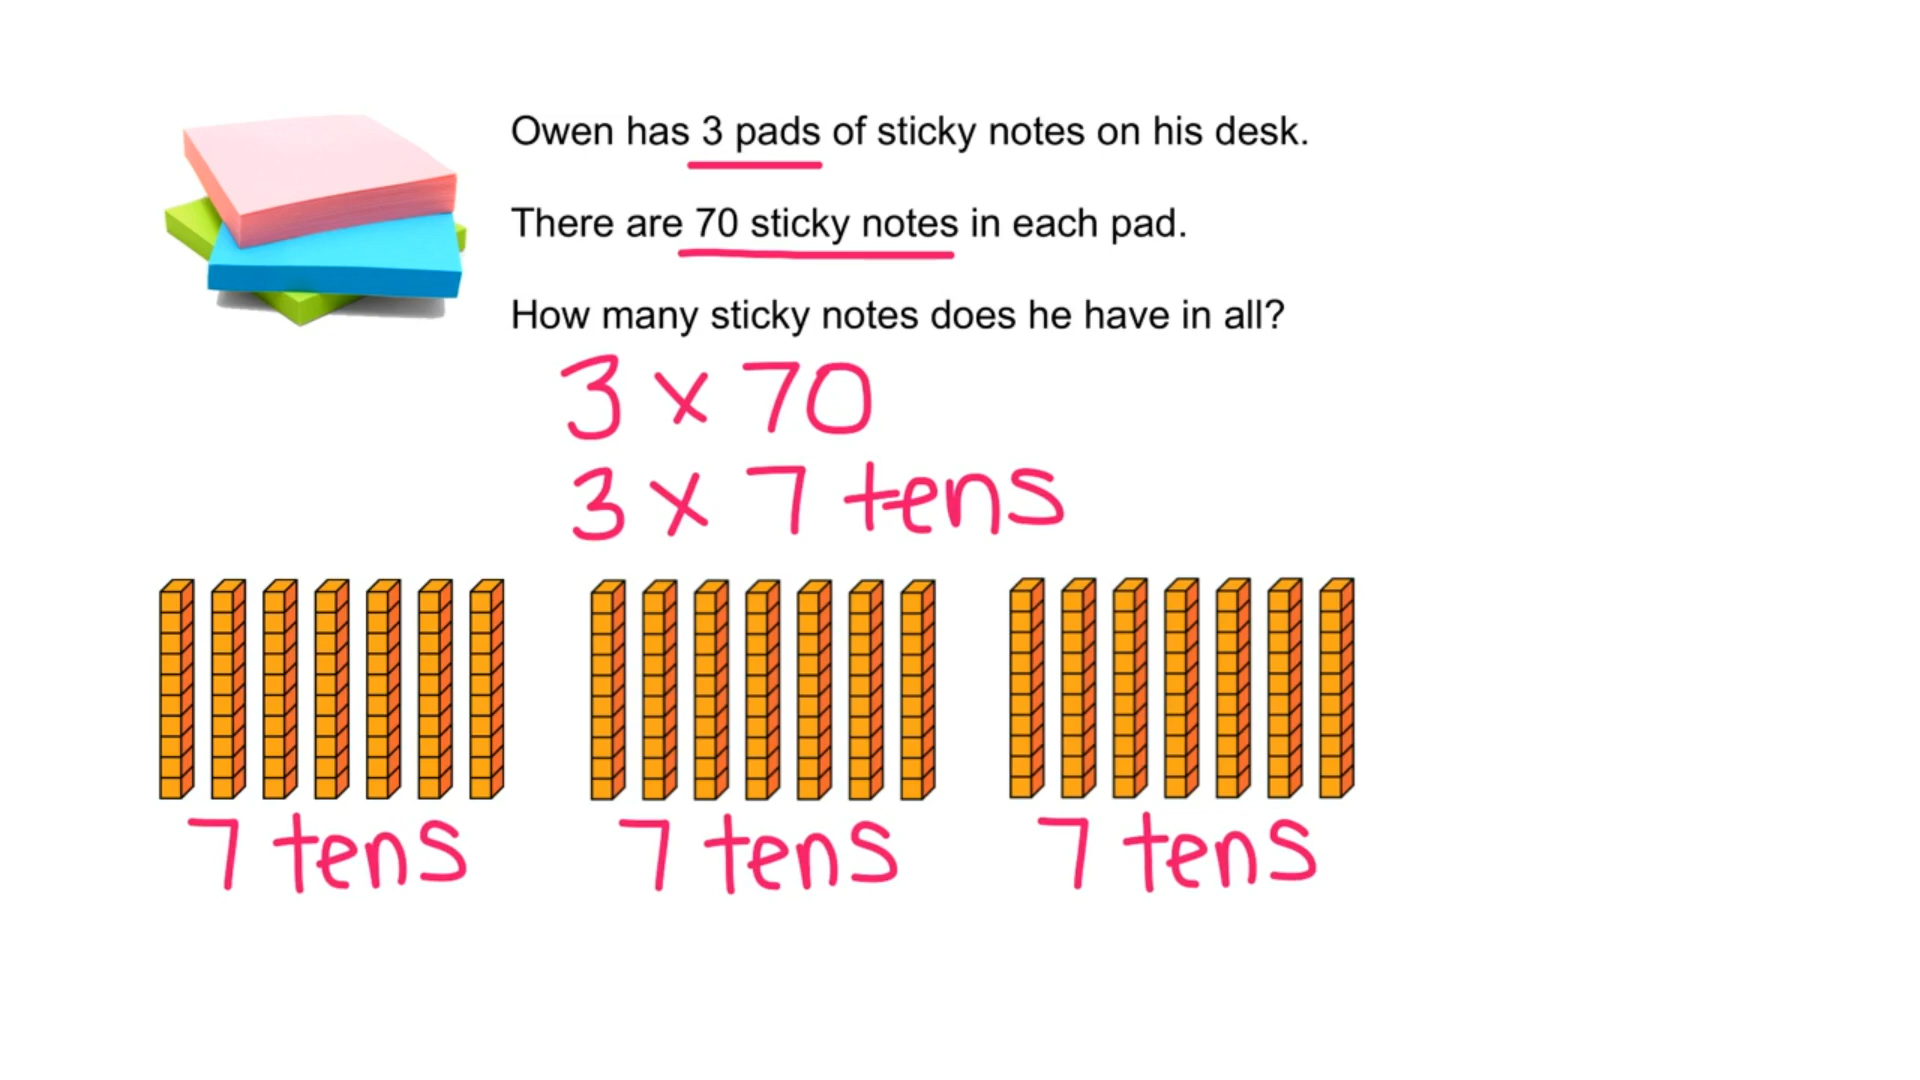 Owen has 3 pads of sticky notes on his desk.
There are 70 sticky notes in each pad.
How many sticky notes does he have in all?
3 x 70
3 x 7 tens
7 tens 7 tens 7 tens